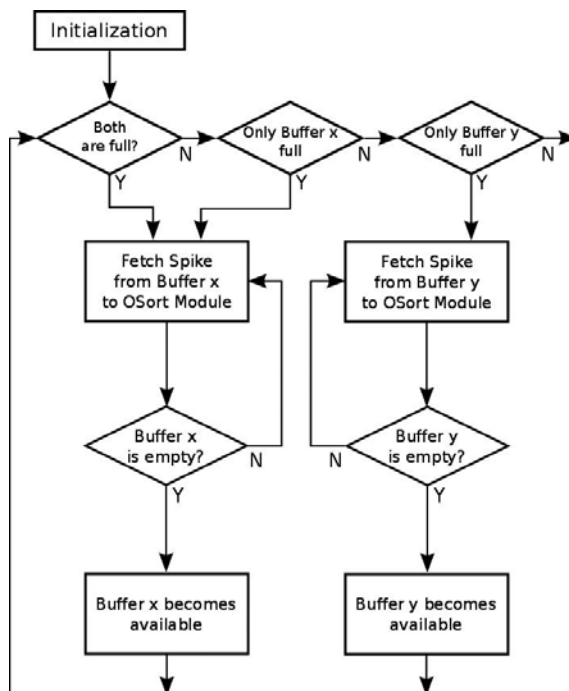 Initialization
Both
are full?
N
Only Buffer x
full
N
Only Buffer y
full
N
Y
Y
Y
Fetch Spike
from Buffer x
to OSort Module
Fetch Spike
from Buffer y
to OSort Module
Buffer x
is empty?
N
Y
Buffer y
is empty?
N
Y
Buffer x becomes
available
Buffer y becomes
available